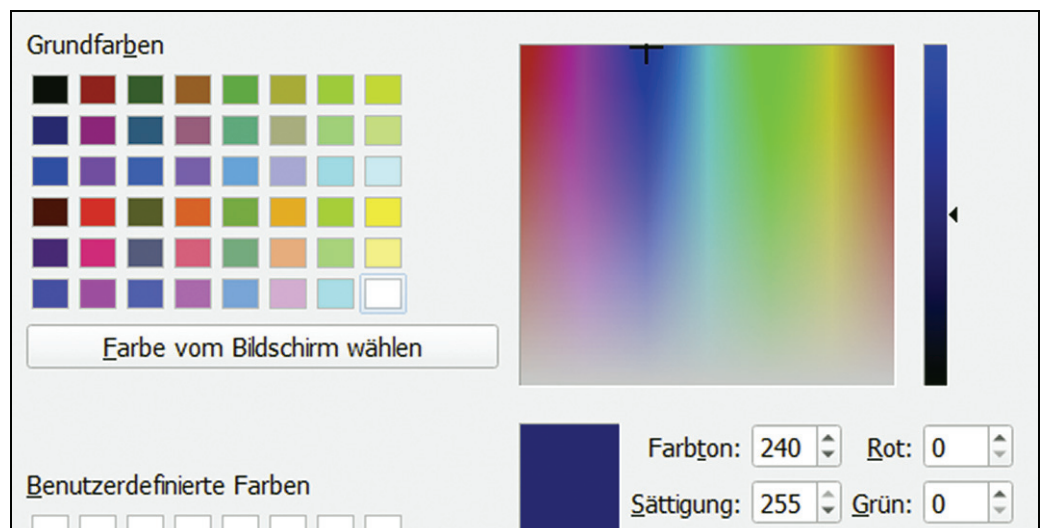 Grundfarben
Farbe vom Bildschirm wählen
Benutzerdefinierte Farben
Farbton: 240 Rot: 0
Sättigung: 255 Grün: 0